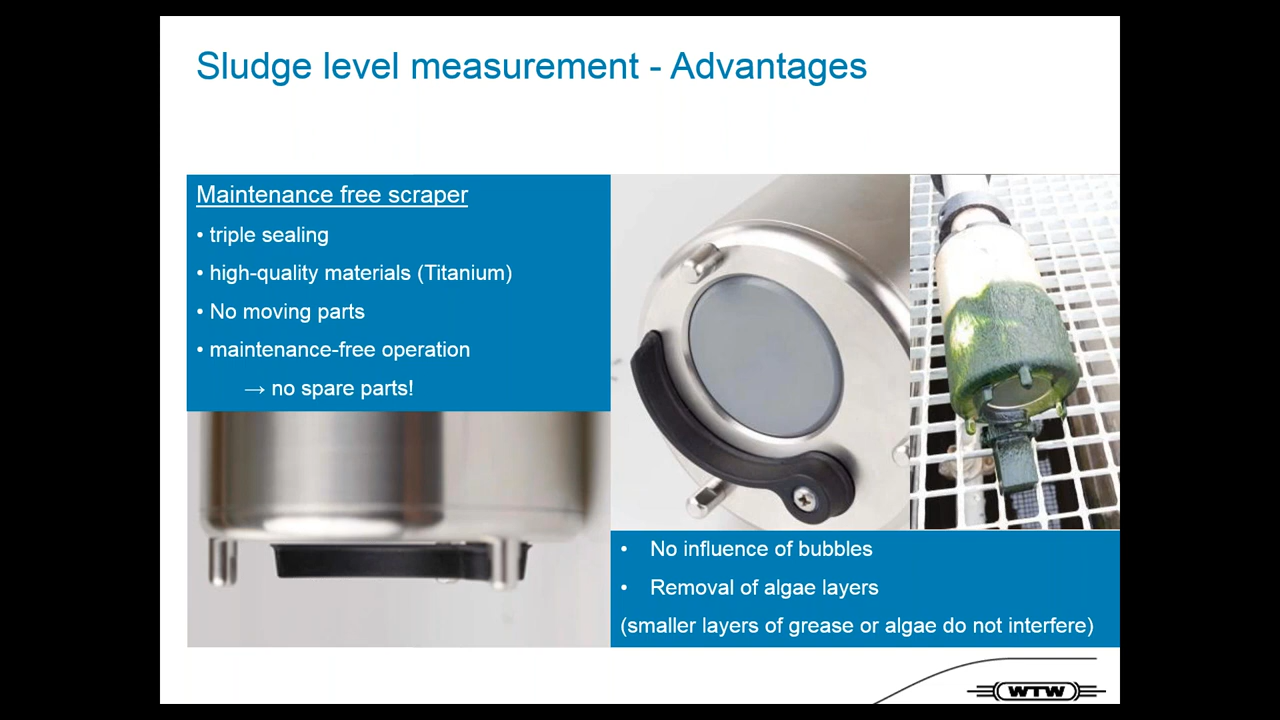 Sludge level measurement - Advantages
Maintenance free scraper
• triple sealing
• high-quality materials (Titanium)
• No moving parts
• maintenance-free operation
→ no spare parts!
• No influence of bubbles
• Removal of algae layers
(smaller layers of grease or algae do not interfere)
WTW